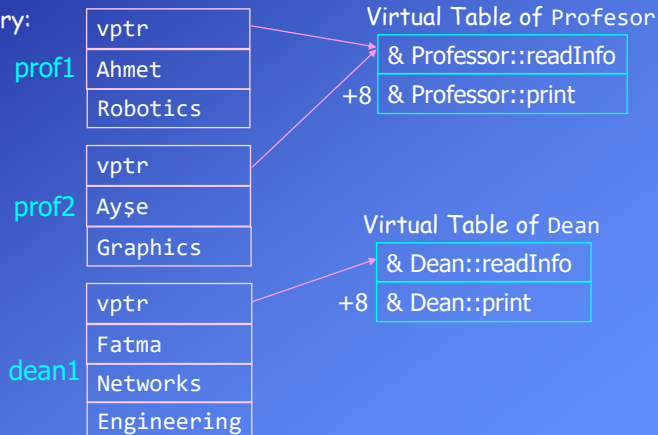 ry:
prof1
vptr
Ahmet
Robotics
Virtual Table of Profesor
& Professor::readInfo
+8 & Professor::print
prof2
vptr
Ayşe
Graphics
Virtual Table of Dean
& Dean::readInfo
+8 & Dean::print
dean1
vptr
Fatma
Networks
Engineering